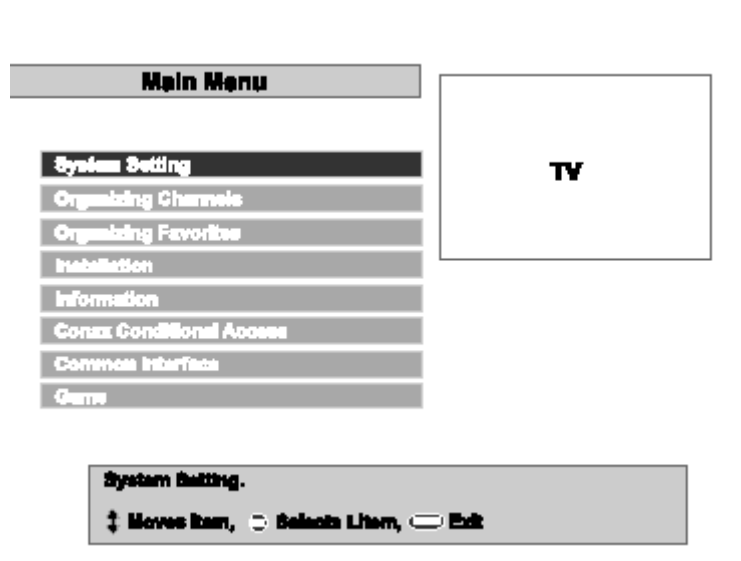 Main Menu
TV
System Setting
Organizing Channels
Organizing Favorites
Installation
Information
Conax Conditional Access
Common Interface
Game
System Setting.
Moves Item, Selects Litem, Exit